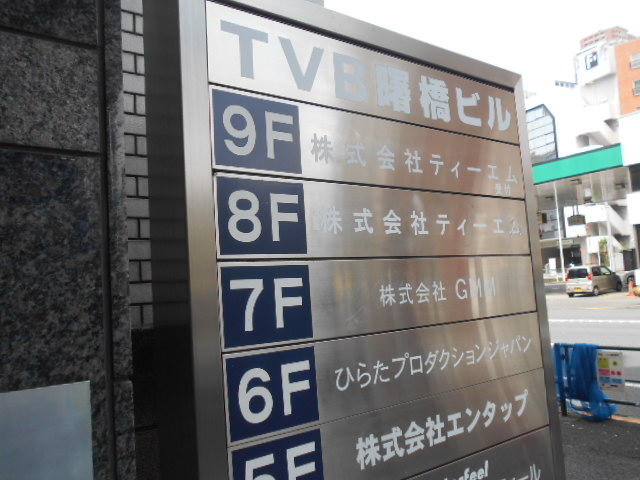 TVB曙橋ビル
9F 株式会社ティーエム
受付
8F 株式会社ティーエム
7F 株式会社 GMM
6F ひらたプロダクションジャパン
株式会社エンタップ
5F